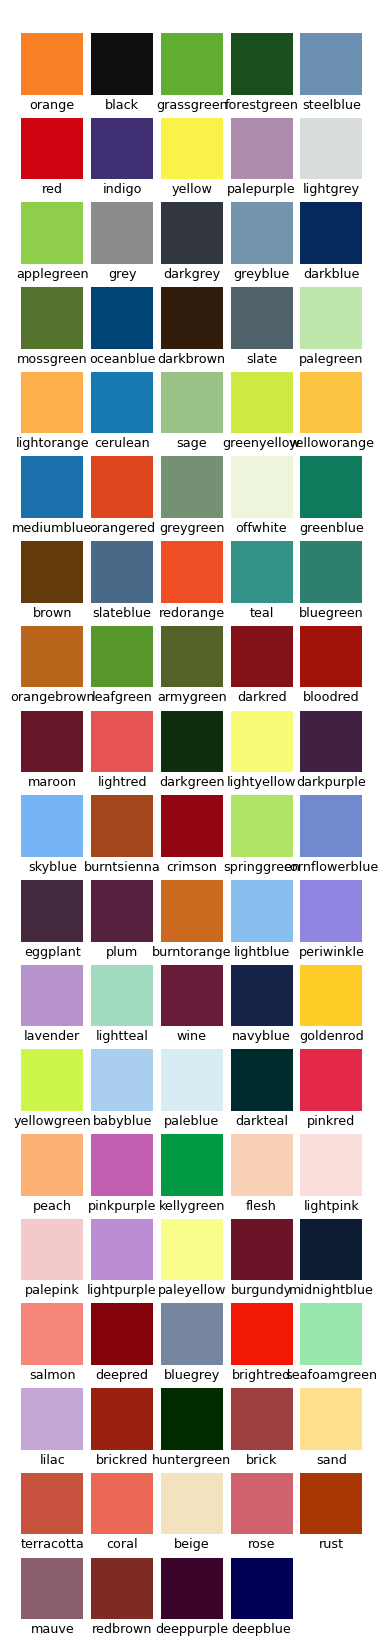 orange black grassgreen forestgreen steelblue
red indigo yellow palepurple lightgrey
applegreen grey darkgrey greyblue darkblue
mossgreen oceanblue darkbrown slate palegreen
lightorange cerulean sage greenyellow yelloworange
mediumblue orangered greygreen offwhite greenblue
brown slateblue redorange teal bluegreen
orangebrown leafgreen armygreen darkred bloodred
maroon lightred darkgreen lightyellow darkpurple
skyblue burntsienna crimson springgreen cornflowerblue
eggplant plum burntorange lightblue periwinkle
lavender lightteal wine navyblue goldenrod
yellowgreen babyblue paleblue darkteal pinkred
peach pinkpurple kellygreen flesh lightpink
palepink lightpurple paleyellow burgundy midnightblue
salmon deepred bluegrey brightred seafoamgreen
lilac brickred huntergreen brick sand
terracotta coral beige rose rust
mauve redbrown deeppurple deepblue